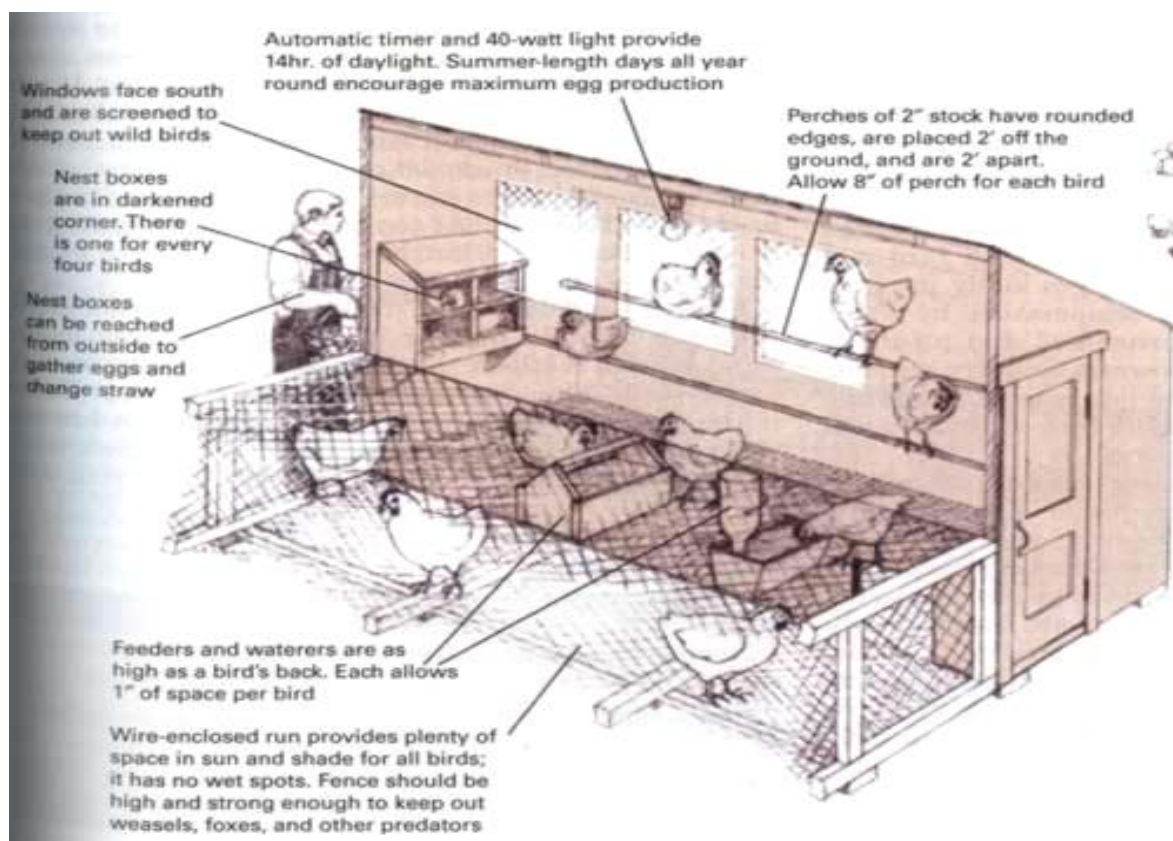 Automatic timer and 40-watt light provide
14hr. of daylight. Summer-length days all year
round encourage maximum egg production
Windows face south
and are screened to
keep out wild birds
Perches of 2" stock have rounded
edges, are placed 2' off the
ground, and are 2' apart.
Allow 8" of perch for each bird
Nest boxes
are in darkened
corner. There
is one for every
four birds
Nest boxes
can be reached
from outside to
gather eggs and
change straw
Feeders and waterers are as
high as a bird's back. Each allows
1" of space per bird
Wire-enclosed run provides plenty of
space in sun and shade for all birds;
it has no wet spots. Fence should be
high and strong enough to keep out
weasels, foxes, and other predators